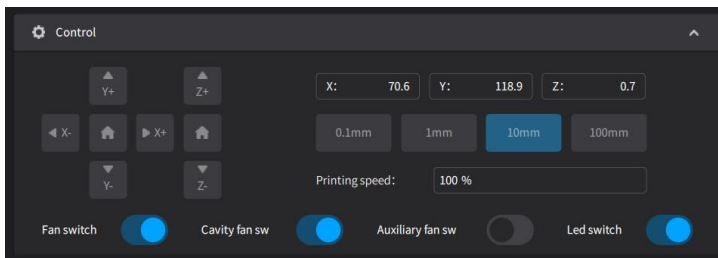 Control
Y+
Z+
X: 70.6 Y: 118.9 Z: 0.7
X- X+
0.1mm 1mm 10mm 100mm
Y-
Z-
Printing speed: 100 %
Fan switch Cavity fan sw Auxiliary fan sw Led switch